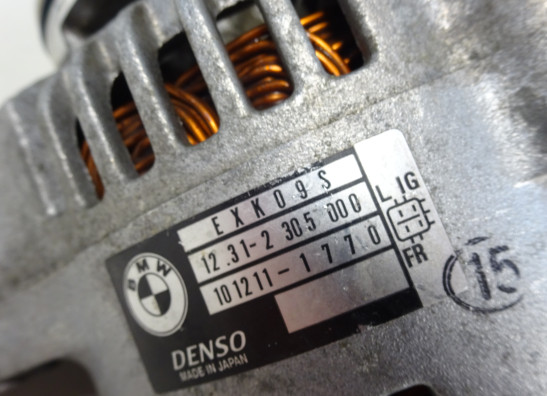 EXK09S
12.31-2 305 000
101211-1770
L IG
FR
BMW
DENSO
MADE IN JAPAN
15